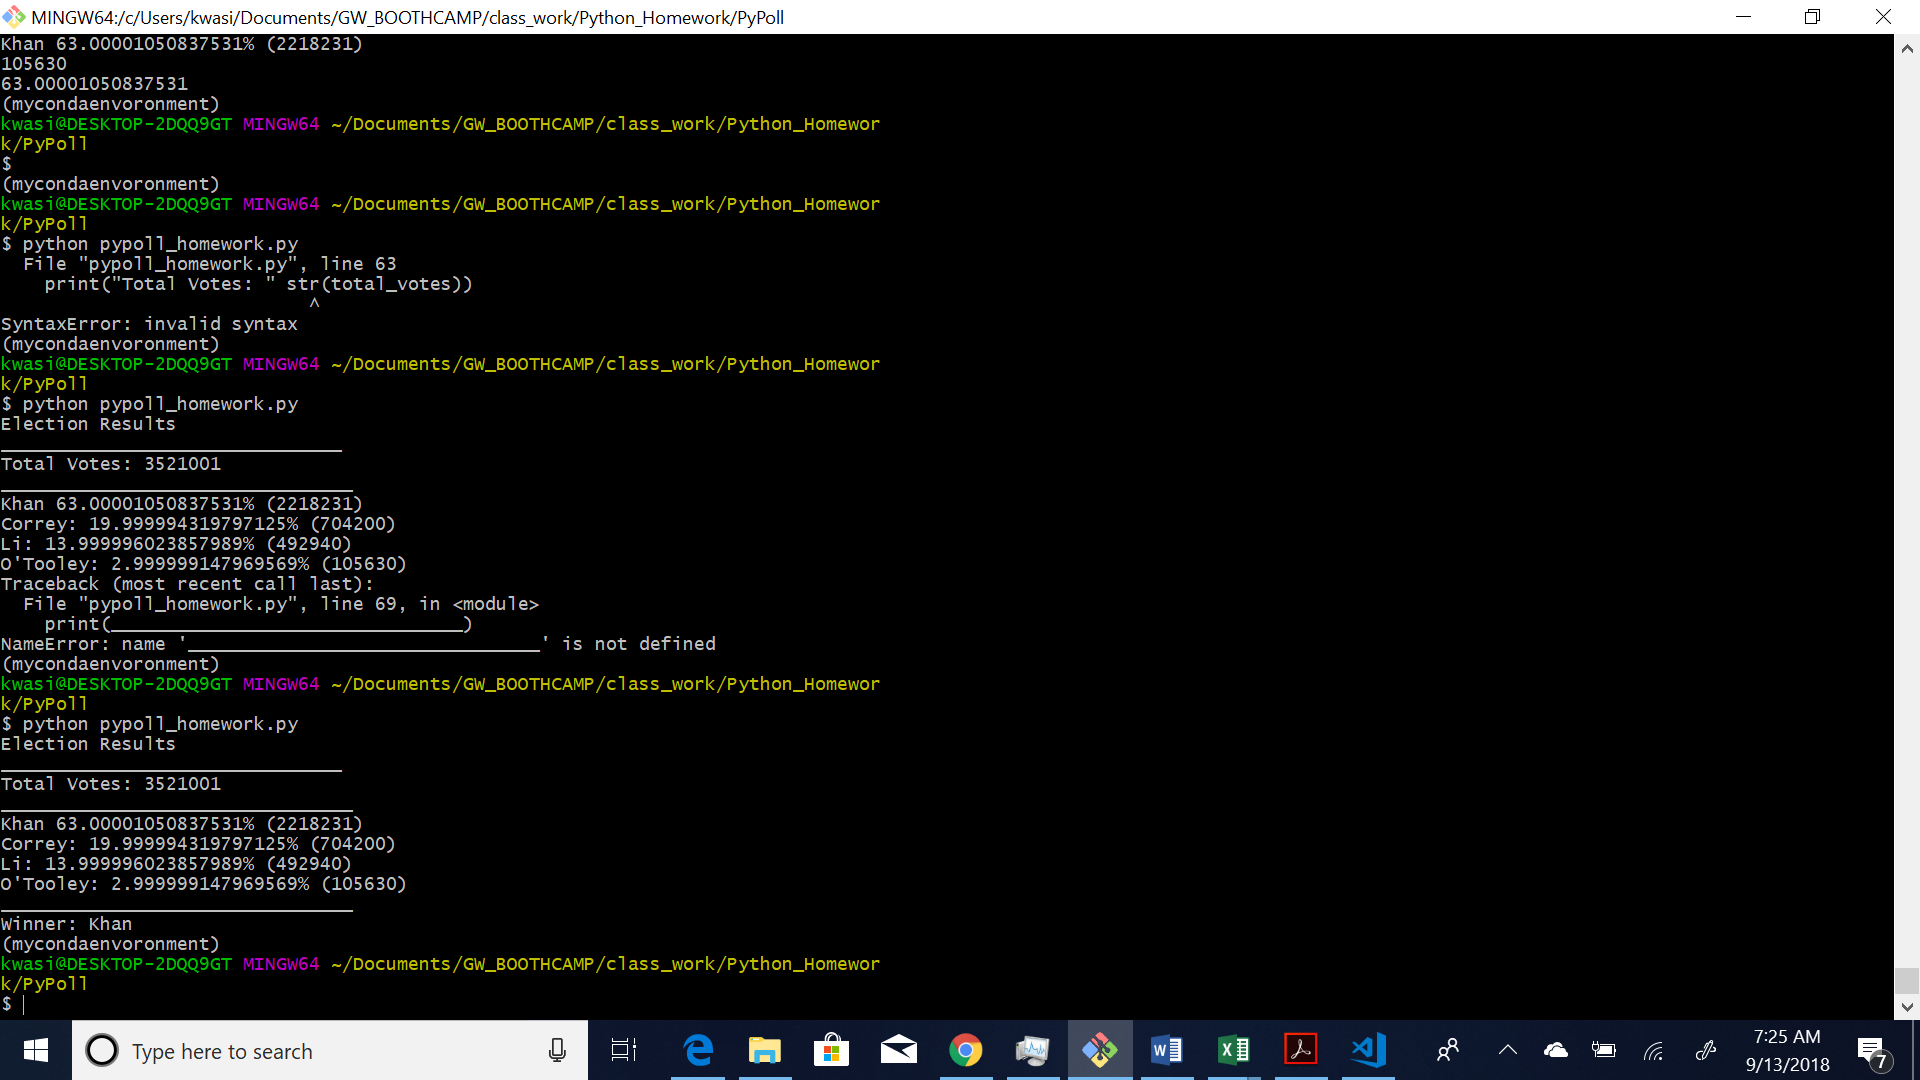 MINGW64:/c/Users/kwasi/Documents/GW_BOOTHCAMP/class_work/Python_Homework/PyPoll
Khan 63.00001050837531% (2218231)
105630
63.00001050837531
(mycondaenvoronment)
kwasi@DESKTOP-2DQQ9GT MINGW64 ~/Documents/GW_BOOTHCAMP/class_work/Python_Homewor
k/PyPoll
$
(mycondaenvoronment)
kwasi@DESKTOP-2DQQ9GT MINGW64 ~/Documents/GW_BOOTHCAMP/class_work/Python_Homewor
k/PyPoll
$ python pypoll_homework.py
  File "pypoll_homework.py", line 63
    print("Total Votes: " str(total_votes))
                            ^
SyntaxError: invalid syntax
(mycondaenvoronment)
kwasi@DESKTOP-2DQQ9GT MINGW64 ~/Documents/GW_BOOTHCAMP/class_work/Python_Homewor
k/PyPoll
$ python pypoll_homework.py
Election Results
_______________________________
Total Votes: 3521001
________________________________
Khan 63.00001050837531% (2218231)
Correy: 19.999994319797125% (704200)
Li: 13.999996023857989% (492940)
O'Tooley: 2.999999147969569% (105630)
Traceback (most recent call last):
  File "pypoll_homework.py", line 69, in <module>
    print(________________________________)
NameError: name '________________________________' is not defined
(mycondaenvoronment)
kwasi@DESKTOP-2DQQ9GT MINGW64 ~/Documents/GW_BOOTHCAMP/class_work/Python_Homewor
k/PyPoll
$ python pypoll_homework.py
Election Results
_______________________________
Total Votes: 3521001
________________________________
Khan 63.00001050837531% (2218231)
Correy: 19.999994319797125% (704200)
Li: 13.999996023857989% (492940)
O'Tooley: 2.999999147969569% (105630)
________________________________
Winner: Khan
(mycondaenvoronment)
kwasi@DESKTOP-2DQQ9GT MINGW64 ~/Documents/GW_BOOTHCAMP/class_work/Python_Homewor
k/PyPoll
$
Type here to search
7:25 AM
9/13/2018
7